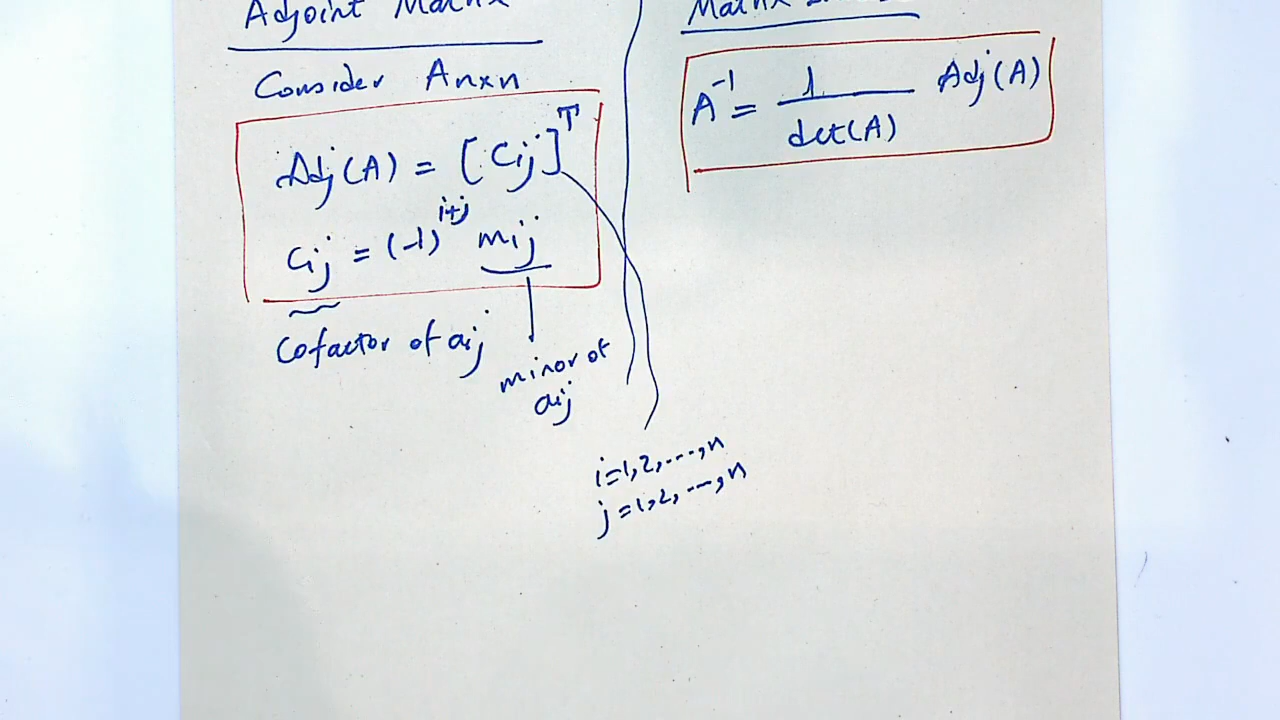 Adjoint Matrix
Consider Anxn
Adj(A) = [Cij]^T
Cij = (-1)^i+j mij
Cofactor of aij
minor of
aij
i=1,2,...,n
j=1,2,...,n
Matrix
A^-1 = 1/det(A) Adj(A)